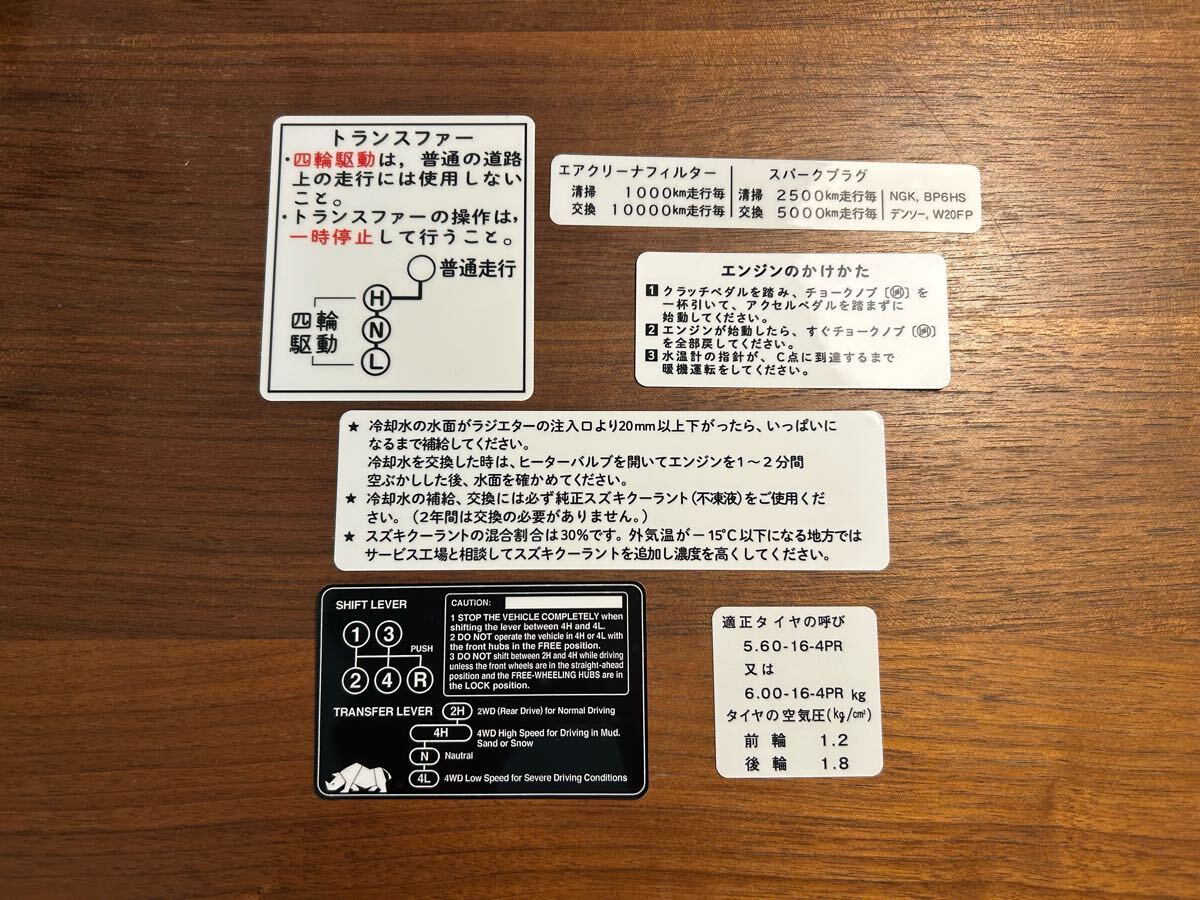 トランスファー
・四輪駆動は，普通の道路
上の走行には使用しない
こと。
・トランスファーの操作は，
一時停止して行うこと。
普通走行
H
N
L
四輪
駆動
エアクリーナフィルター
清掃 1000km走行毎
交換 10000km走行毎
スパークプラグ
清掃 2500km走行毎 NGK, BP6HS
交換 5000km走行毎 デンソー, W20FP
エンジンのかけかた
1 クラッチペダルを踏み、チョークノブ〔 〕を
一杯引いて、アクセルペダルを踏まずに
始動してください。
2 エンジンが始動したら、すぐチョークノブ〔 〕
を全部戻してください。
3 水温計の指針が、C点に到達するまで
暖機運転をしてください。
★ 冷却水の水面がラジエターの注入口より20mm以上下がったら、いっぱいに
なるまで補給してください。
冷却水を交換した時は、ヒーターバルブを開いてエンジンを1〜2分間
空ぶかしした後、水面を確かめてください。
★ 冷却水の補給、交換には必ず純正スズキクーラント(不凍液)をご使用くだ
さい。(2年間は交換の必要がありません。)
★ スズキクーラントの混合割合は30%です。外気温が－15℃以下になる地方では
サービス工場と相談してスズキクーラントを追加し濃度を高くしてください。
SHIFT LEVER
1 3
PUSH
2 4 R
CAUTION:
1 STOP THE VEHICLE COMPLETELY when
shifting the lever between 4H and 4L.
2 DO NOT operate the vehicle in 4H or 4L with
the front hubs in the FREE position.
3 DO NOT shift between 2H and 4H while driving
unless the front wheels are in the straight-ahead
position and the FREE-WHEELING HUBS are in
the LOCK position.
TRANSFER LEVER
2H 2WD (Rear Drive) for Normal Driving
4H 4WD High Speed for Driving in Mud.
Sand or Snow
N Nautral
4L 4WD Low Speed for Severe Driving Conditions
適正タイヤの呼び
5.60-16-4PR
又は
6.00-16-4PR kg
タイヤの空気圧(kg/cm²)
前輪 1.2
後輪 1.8